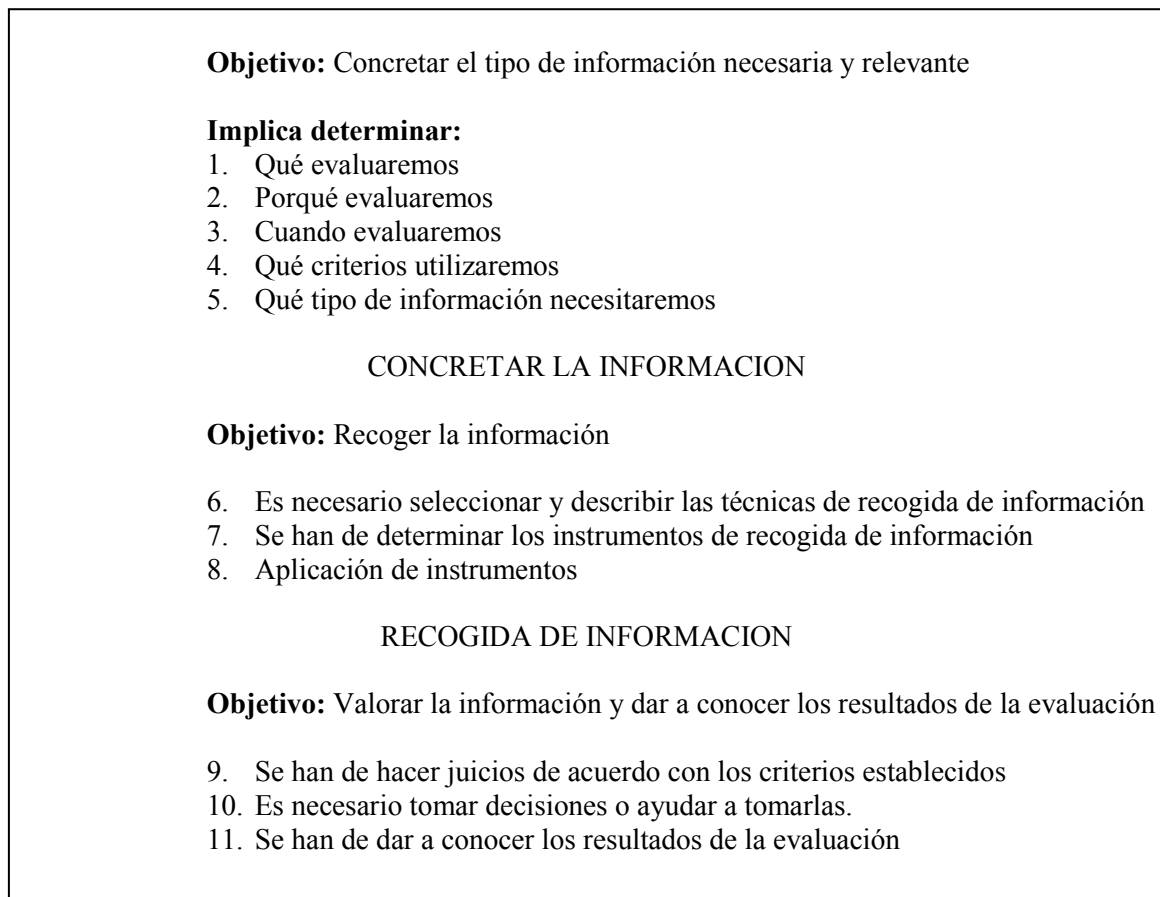 Objetivo: Concretar el tipo de información necesaria y relevante
Implica determinar:
1. Qué evaluaremos
2. Porqué evaluaremos
3. Cuando evaluaremos
4. Qué criterios utilizaremos
5. Qué tipo de información necesitaremos
CONCRETAR LA INFORMACION
Objetivo: Recoger la información
6. Es necesario seleccionar y describir las técnicas de recogida de información
7. Se han de determinar los instrumentos de recogida de información
8. Aplicación de instrumentos
RECOGIDA DE INFORMACION
Objetivo: Valorar la información y dar a conocer los resultados de la evaluación
9. Se han de hacer juicios de acuerdo con los criterios establecidos
10. Es necesario tomar decisiones o ayudar a tomarlas.
11. Se han de dar a conocer los resultados de la evaluación